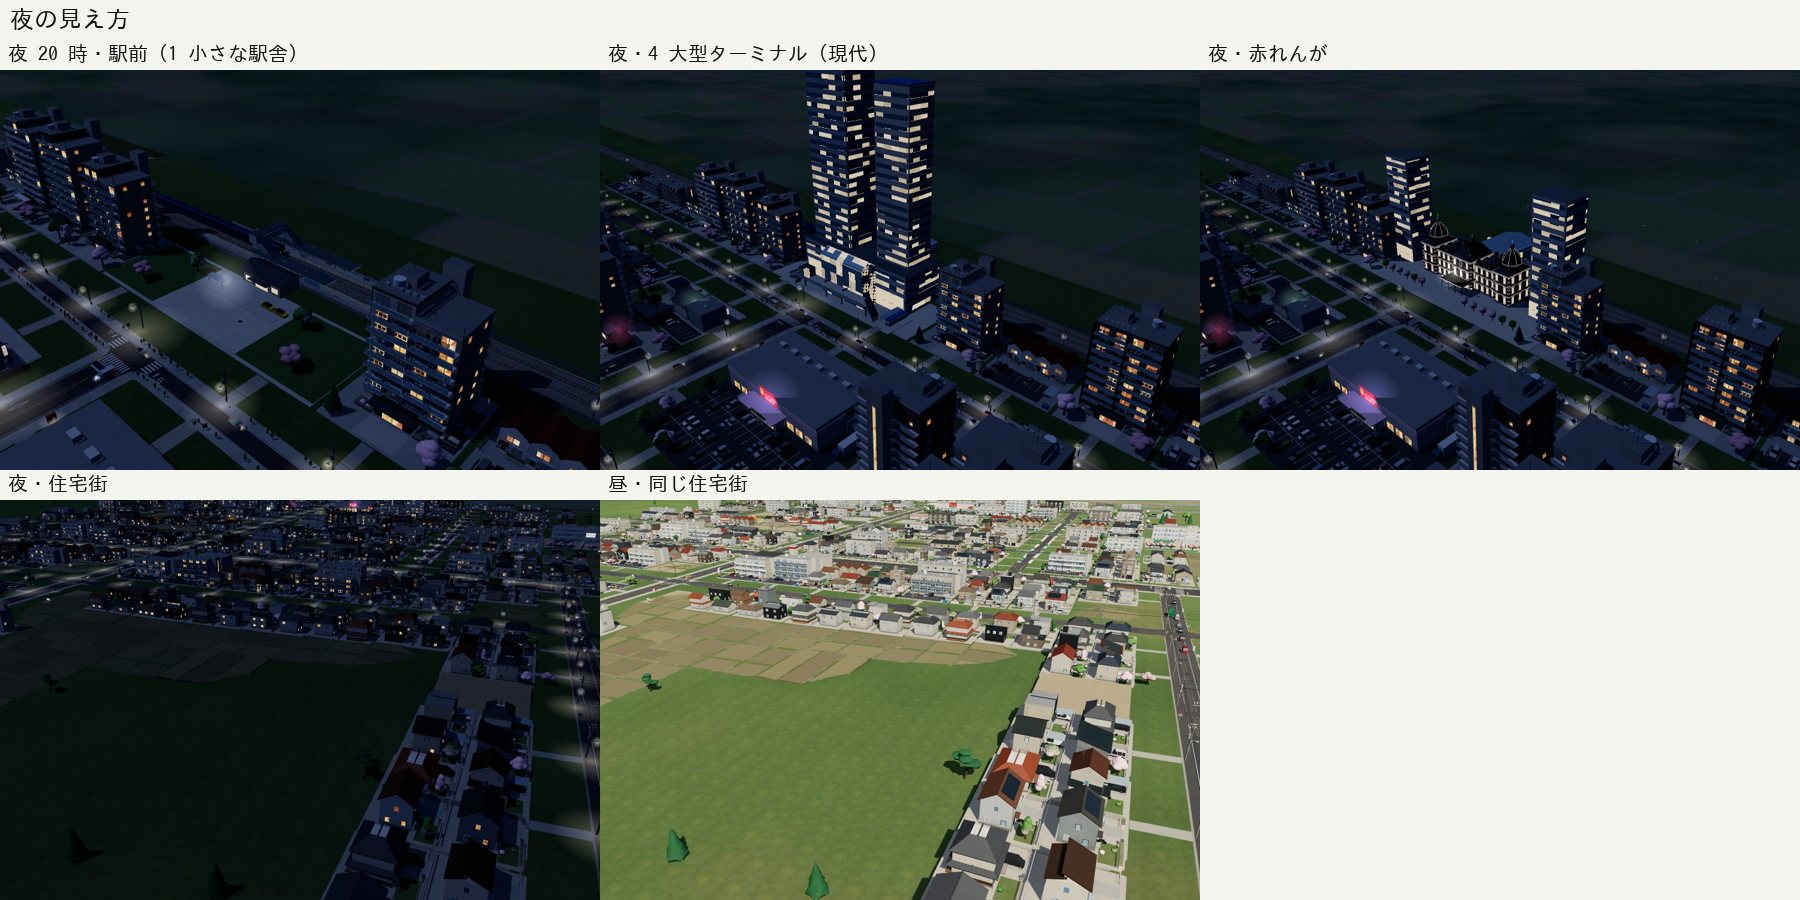 夜の見え方
夜 20 時・駅前（1 小さな駅舎）
夜・4 大型ターミナル（現代）
夜・赤れんが
夜・住宅街
昼・同じ住宅街